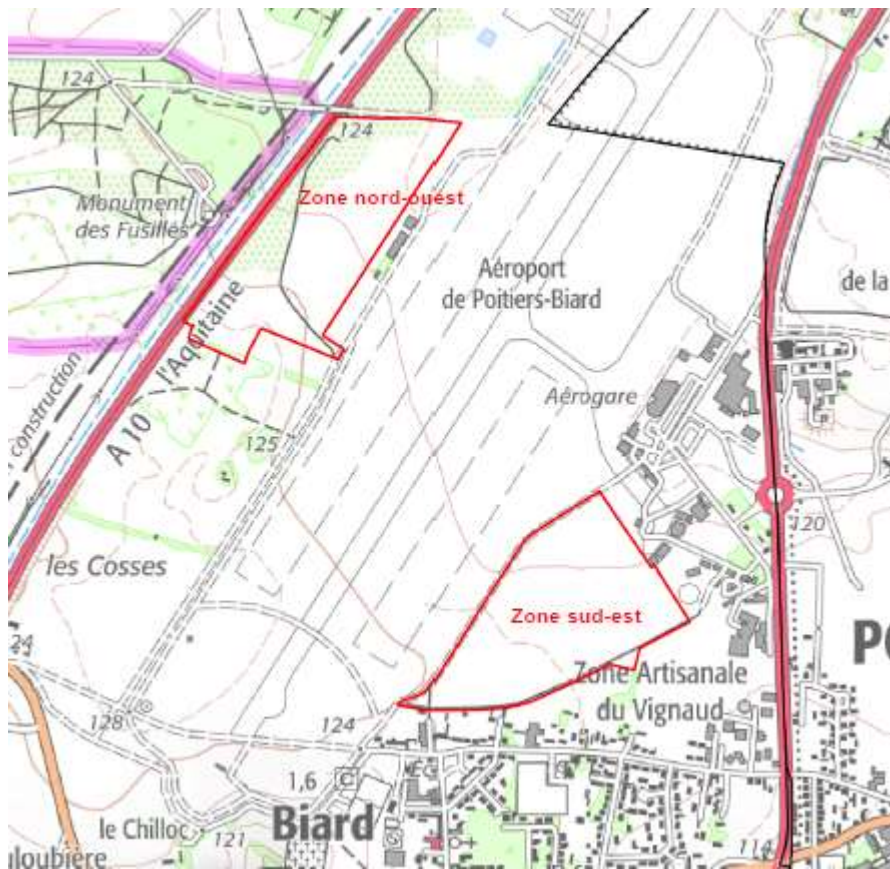 124
124
Zone nord-ouest
Monument
des Fusillés
Aéroport
de Poitiers-Biard
de la
l'Aquitaine
construction
A 10
Aérogare
125
120
les Cosses
Zone sud-est
124
Zone Artisanale
du Vignaud
128
124
1,6
C
le Chilloc
121
Biard
114
uloubière